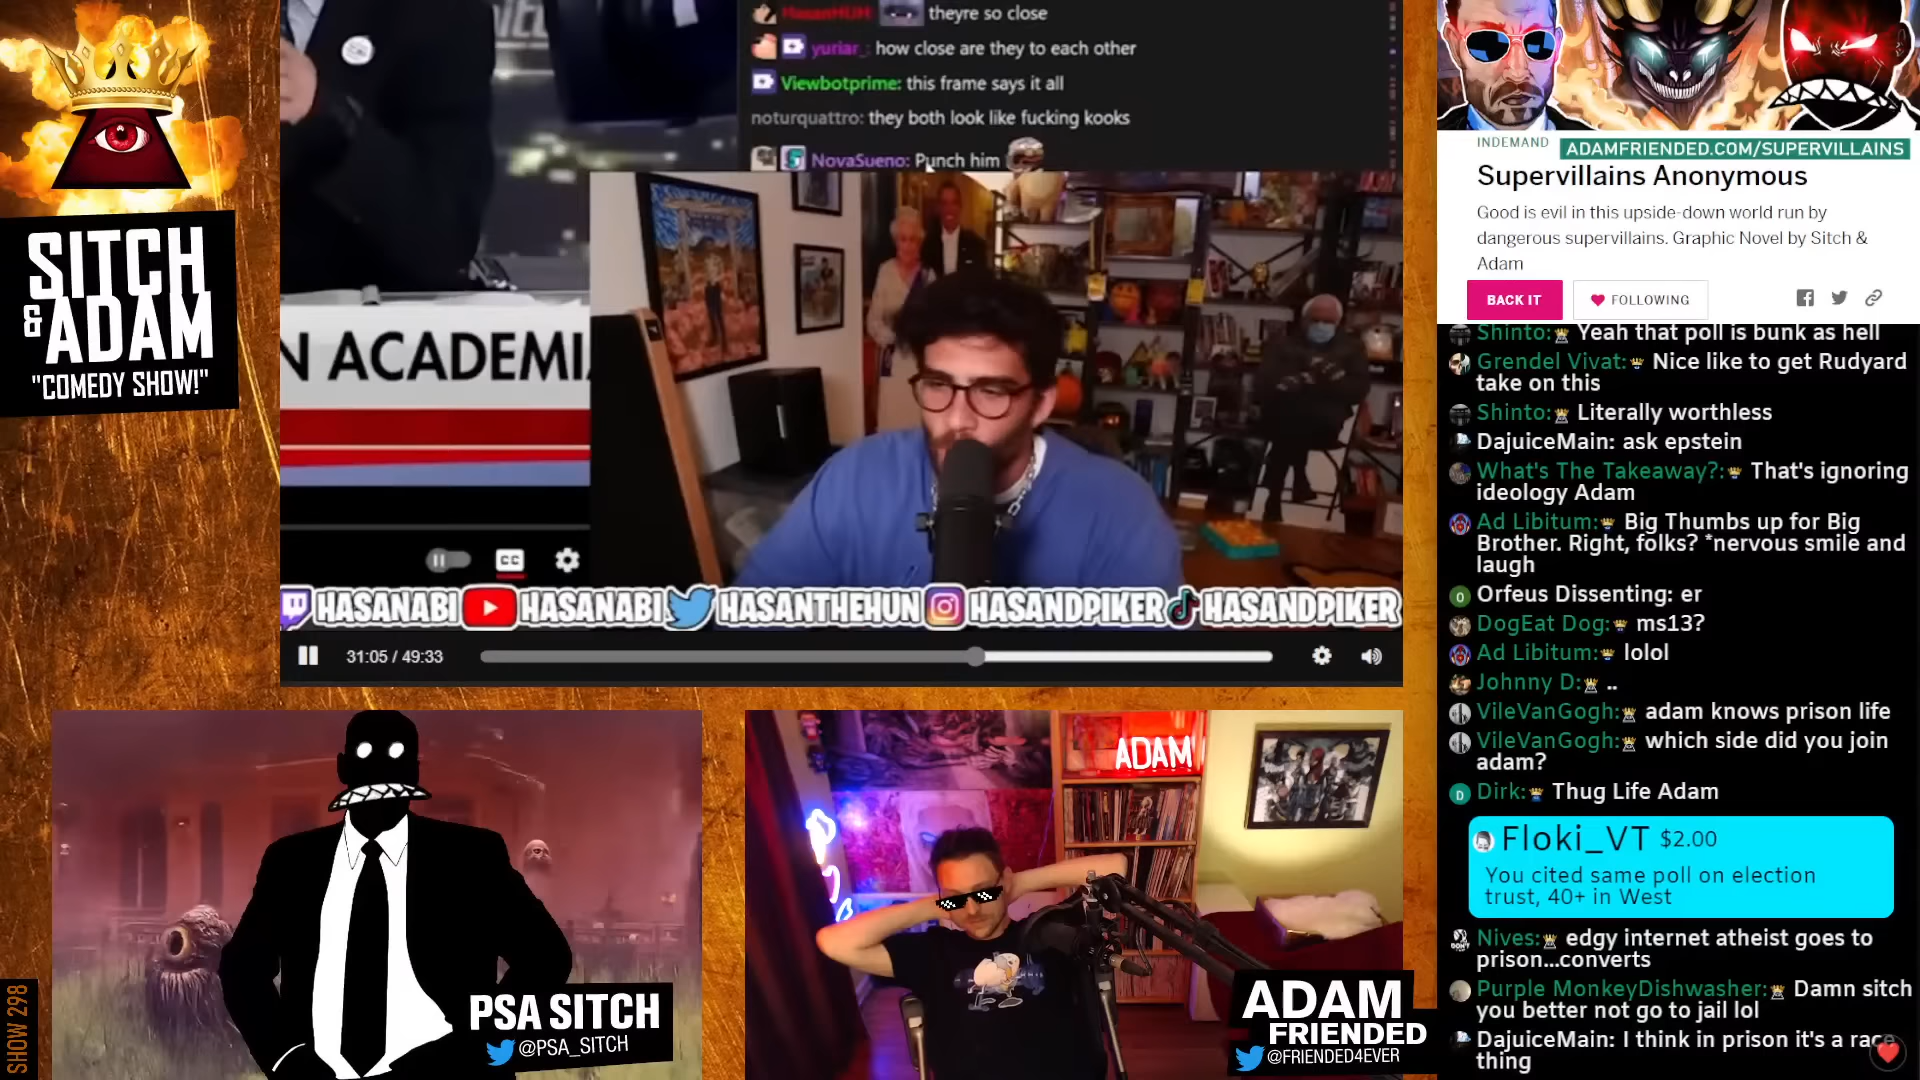 SITCH
& ADAM
"COMEDY SHOW!"
SHOW 298
HasanHUH theyre so close
yuriar_: how close are they to each other
Viewbotprime: this frame says it all
noturquattro: they both look like fucking kooks
NovaSueno: Punch him
N ACADEMI
CC
HASANABI HASANABI HASANTHEHUN HASANDPIKER HASANDPIKER
31:05 / 49:33
PSA SITCH
@PSA_SITCH
ADAM
ADAM
FRIENDED
@FRIENDED4EVER
INDEMAND ADAMFRIENDED.COM/SUPERVILLAINS
Supervillains Anonymous
Good is evil in this upside-down world run by
dangerous supervillains. Graphic Novel by Sitch &
Adam
BACK IT FOLLOWING
Shinto: Yeah that poll is bunk as hell
Grendel Vivat: Nice like to get Rudyard
take on this
Shinto: Literally worthless
DajuiceMain: ask epstein
What's The Takeaway?: That's ignoring
ideology Adam
Ad Libitum: Big Thumbs up for Big
Brother. Right, folks? *nervous smile and
laugh
Orfeus Dissenting: er
DogEat Dog: ms13?
Ad Libitum: lolol
Johnny D: ..
VileVanGogh: adam knows prison life
VileVanGogh: which side did you join
adam?
Dirk: Thug Life Adam
Floki_VT $2.00
You cited same poll on election
trust, 40+ in West
Nives: edgy internet atheist goes to
prison...converts
Purple MonkeyDishwasher: Damn sitch
you better not go to jail lol
DajuiceMain: I think in prison it's a race
thing